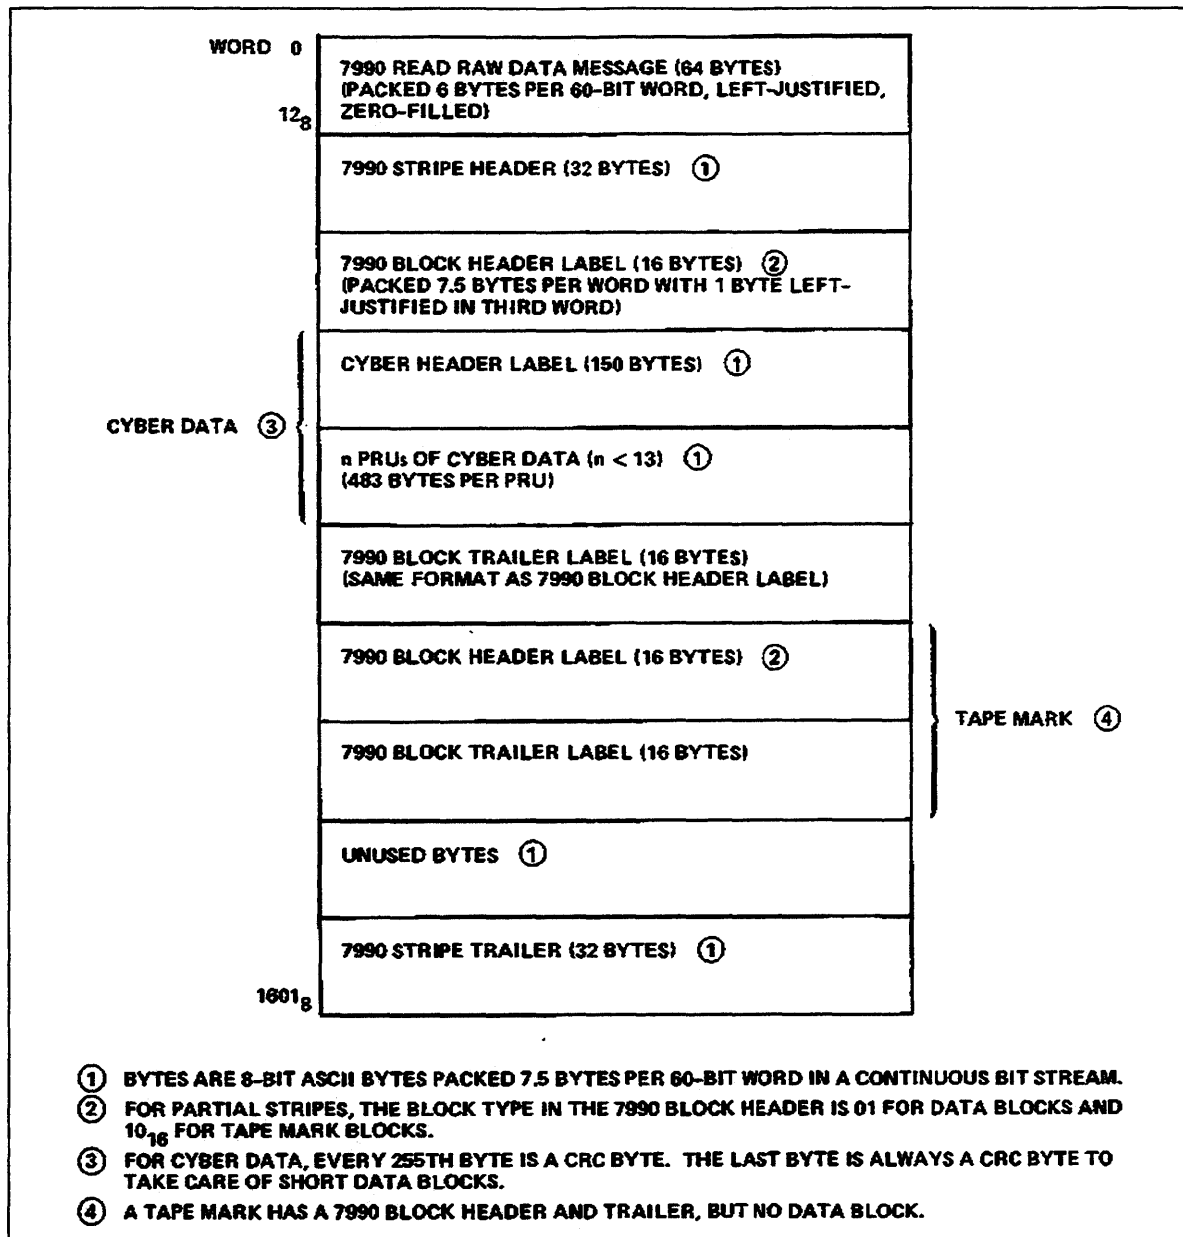 WORD 0
7990 READ RAW DATA MESSAGE (64 BYTES)
(PACKED 6 BYTES PER 60-BIT WORD, LEFT-JUSTIFIED,
ZERO-FILLED)
12₈
7990 STRIPE HEADER (32 BYTES) ①
7990 BLOCK HEADER LABEL (16 BYTES) ②
(PACKED 7.5 BYTES PER WORD WITH 1 BYTE LEFT-
JUSTIFIED IN THIRD WORD)
CYBER HEADER LABEL (150 BYTES) ①
CYBER DATA ③
n PRUs OF CYBER DATA (n < 13) ①
(483 BYTES PER PRU)
7990 BLOCK TRAILER LABEL (16 BYTES)
(SAME FORMAT AS 7990 BLOCK HEADER LABEL)
7990 BLOCK HEADER LABEL (16 BYTES) ②
TAPE MARK ④
7990 BLOCK TRAILER LABEL (16 BYTES)
UNUSED BYTES ①
7990 STRIPE TRAILER (32 BYTES) ①
1601₈
① BYTES ARE 8-BIT ASCII BYTES PACKED 7.5 BYTES PER 60-BIT WORD IN A CONTINUOUS BIT STREAM.
② FOR PARTIAL STRIPES, THE BLOCK TYPE IN THE 7990 BLOCK HEADER IS 01 FOR DATA BLOCKS AND
10₁₆ FOR TAPE MARK BLOCKS.
③ FOR CYBER DATA, EVERY 255TH BYTE IS A CRC BYTE. THE LAST BYTE IS ALWAYS A CRC BYTE TO
TAKE CARE OF SHORT DATA BLOCKS.
④ A TAPE MARK HAS A 7990 BLOCK HEADER AND TRAILER, BUT NO DATA BLOCK.